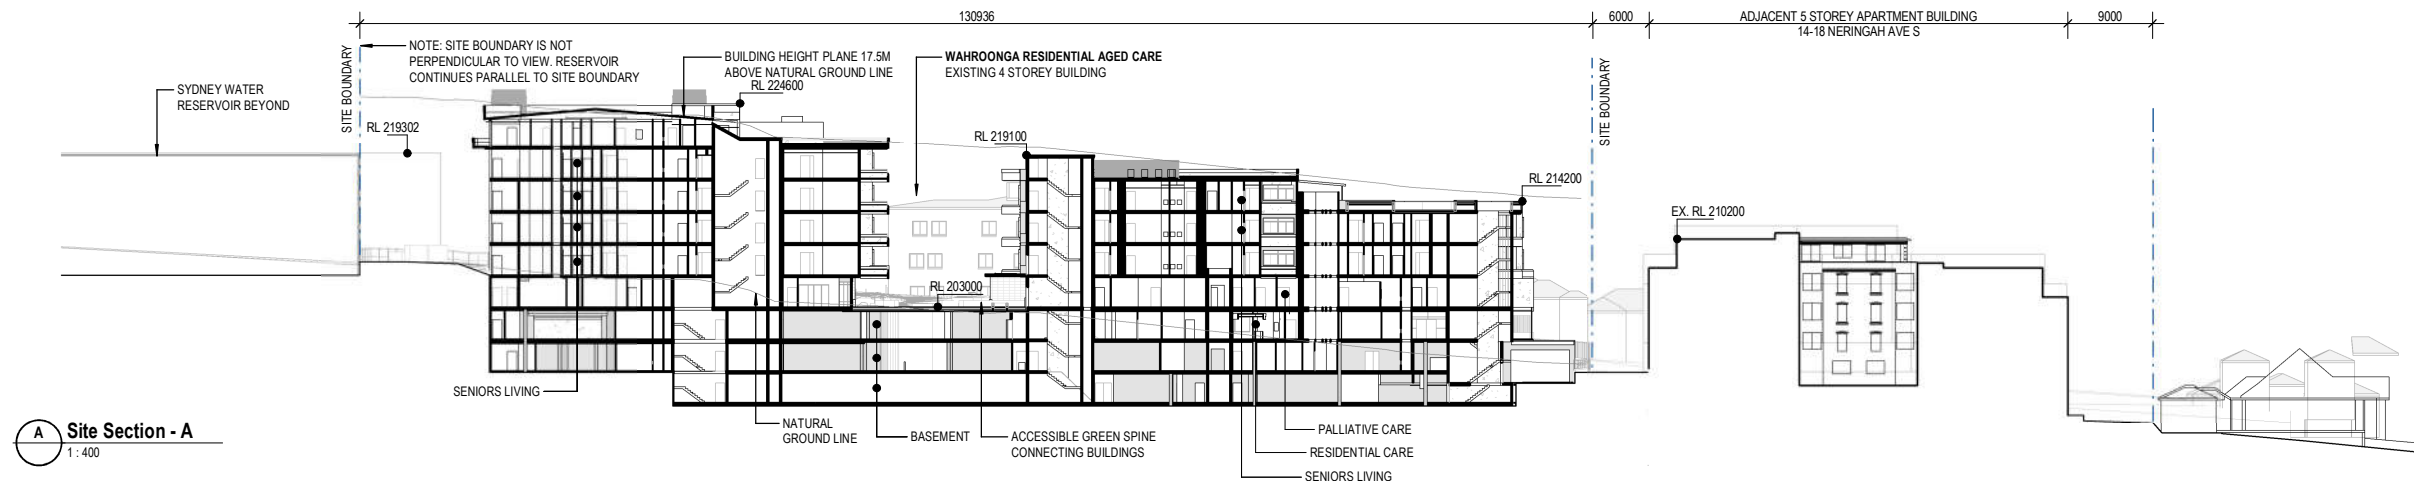 130936
6000
ADJACENT 5 STOREY APARTMENT BUILDING
14-18 NERINGAH AVE S
9000
SITE BOUNDARY
NOTE: SITE BOUNDARY IS NOT
PERPENDICULAR TO VIEW. RESERVOIR
CONTINUES PARALLEL TO SITE BOUNDARY
BUILDING HEIGHT PLANE 17.5M
ABOVE NATURAL GROUND LINE
WAHROONGA RESIDENTIAL AGED CARE
EXISTING 4 STOREY BUILDING
SITE BOUNDARY
SYDNEY WATER
RESERVOIR BEYOND
RL 224600
RL 219302
RL 219100
RL 214200
EX. RL 210200
RL 203000
SENIORS LIVING
NATURAL
GROUND LINE
BASEMENT
ACCESSIBLE GREEN SPINE
CONNECTING BUILDINGS
PALLIATIVE CARE
RESIDENTIAL CARE
SENIORS LIVING
A
Site Section - A
1 : 400